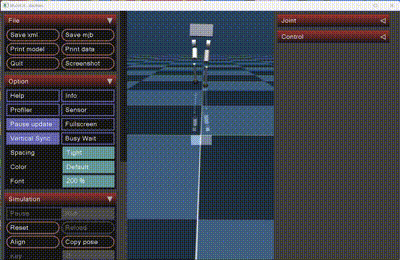 File
Save xml Save mjb
Print model Print data
Quit Screenshot
Option
Help Info
Profiler Sensor
Pause update Fullscreen
Vertical Sync Busy Wait
Spacing Tight
Color Default
Font 200 %
Simulation
Pause Run
Reset Reload
Align Copy pose
Key
Joint
Control